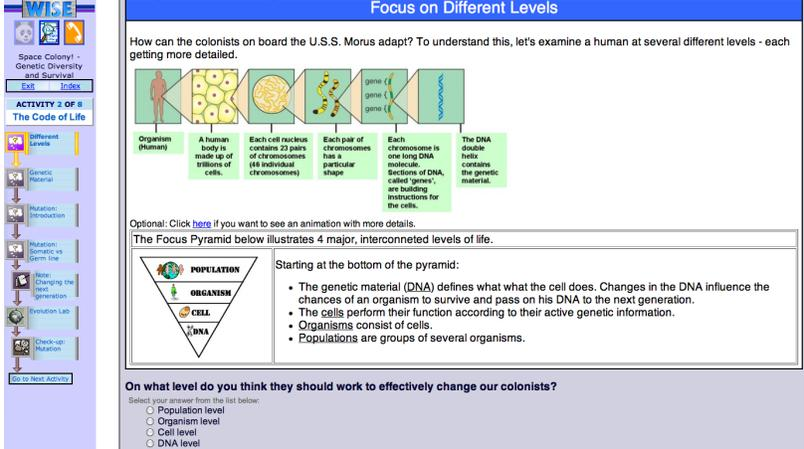 WISE
Space Colony! -
Genetic Diversity
and Survival
Exit
Index
ACTIVITY 2 OF 8
The Code of Life
Different
Levels
Genetic
Material
Mutation:
Introduction
Mutation:
Somatic vs
Germ line
Note:
Changing the
next
generation
Evolution Lab
Check-up:
Mutation
Go to Next Activity
Focus on Different Levels
How can the colonists on board the U.S.S. Morus adapt? To understand this, let's examine a human at several different levels - each
getting more detailed.
gene
gene
gene
Organism
(Human)
A human
body is
made up of
trillions of
cells.
Each cell nucleus
contains 23 pairs
of chromosomes
(46 individual
chromosomes)
Each pair of
chromosomes
has a
particular
shape
Each
chromosome is
one long DNA
molecule.
Sections of DNA,
called 'genes',
are building
instructions for
the cells.
The DNA
double
helix
contains
the genetic
material.
Optional: Click here if you want to see an animation with more details.
The Focus Pyramid below illustrates 4 major, interconneted levels of life.
POPULATION
ORGANISM
CELL
DNA
Starting at the bottom of the pyramid:
• The genetic material (DNA) defines what what the cell does. Changes in the DNA influence the
chances of an organism to survive and pass on his DNA to the next generation.
• The cells perform their function according to their active genetic information.
• Organisms consist of cells.
• Populations are groups of several organisms.
On what level do you think they should work to effectively change our colonists?
Select your answer from the list below:
Population level
Organism level
Cell level
DNA level